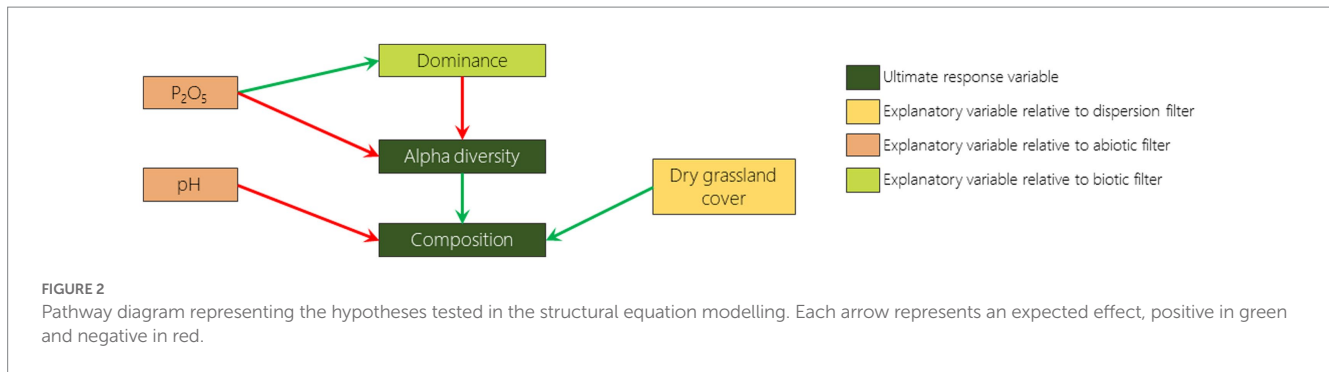 Dominance
P₂O₅
Alpha diversity
pH
Dry grassland
cover
Composition
Ultimate response variable
Explanatory variable relative to dispersion filter
Explanatory variable relative to abiotic filter
Explanatory variable relative to biotic filter
FIGURE 2
Pathway diagram representing the hypotheses tested in the structural equation modelling. Each arrow represents an expected effect, positive in green
and negative in red.